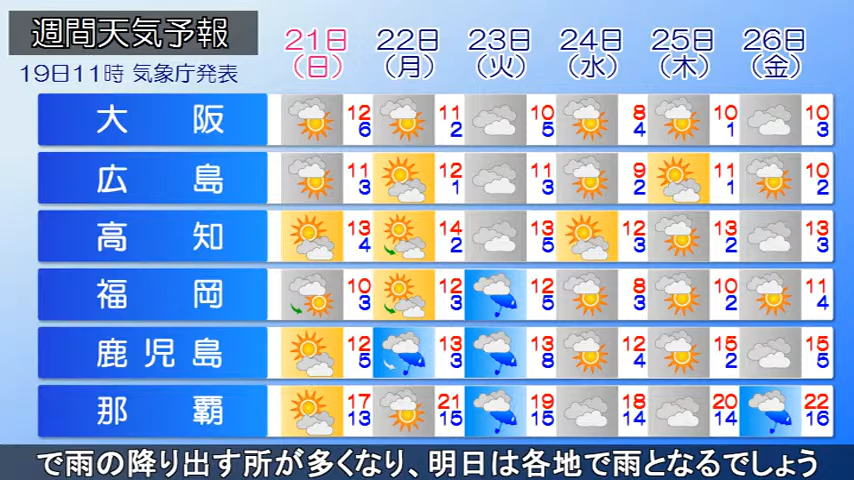 週間天気予報
19日11時 気象庁発表
21日 22日 23日 24日 25日 26日
(日) (月) (火) (水) (木) (金)
大阪 12 6 11 2 10 5 8 4 10 1 10 3
広島 11 3 12 1 11 3 9 2 11 1 10 2
高知 13 4 14 2 13 5 12 3 13 2 13 3
福岡 10 3 12 3 12 5 8 3 10 2 11 4
鹿児島 12 5 13 3 13 8 12 4 15 2 15 5
那覇 17 13 21 15 19 15 18 14 20 14 22 16
で雨の降り出す所が多くなり、明日は各地で雨となるでしょう